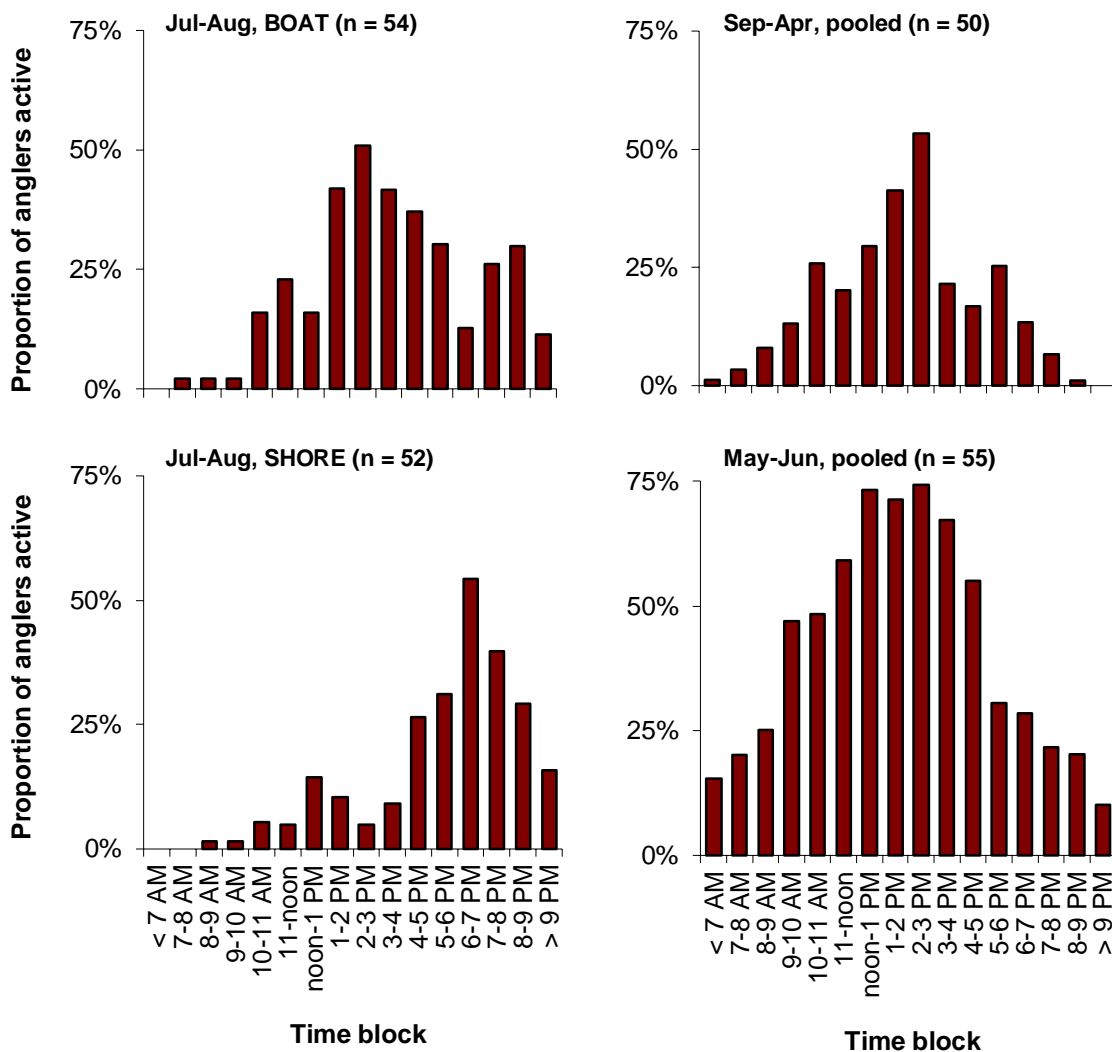 Jul-Aug, BOAT (n = 54)
Proportion of anglers active
75%
50%
25%
0%
Sep-Apr, pooled (n = 50)
75%
50%
25%
0%
Jul-Aug, SHORE (n = 52)
Proportion of anglers active
75%
50%
25%
0%
< 7 AM
7-8 AM
8-9 AM
9-10 AM
10-11 AM
11-noon
noon-1 PM
1-2 PM
2-3 PM
3-4 PM
4-5 PM
5-6 PM
6-7 PM
7-8 PM
8-9 PM
> 9 PM
Time block
May-Jun, pooled (n = 55)
75%
50%
25%
0%
< 7 AM
7-8 AM
8-9 AM
9-10 AM
10-11 AM
11-noon
noon-1 PM
1-2 PM
2-3 PM
3-4 PM
4-5 PM
5-6 PM
6-7 PM
7-8 PM
8-9 PM
> 9 PM
Time block